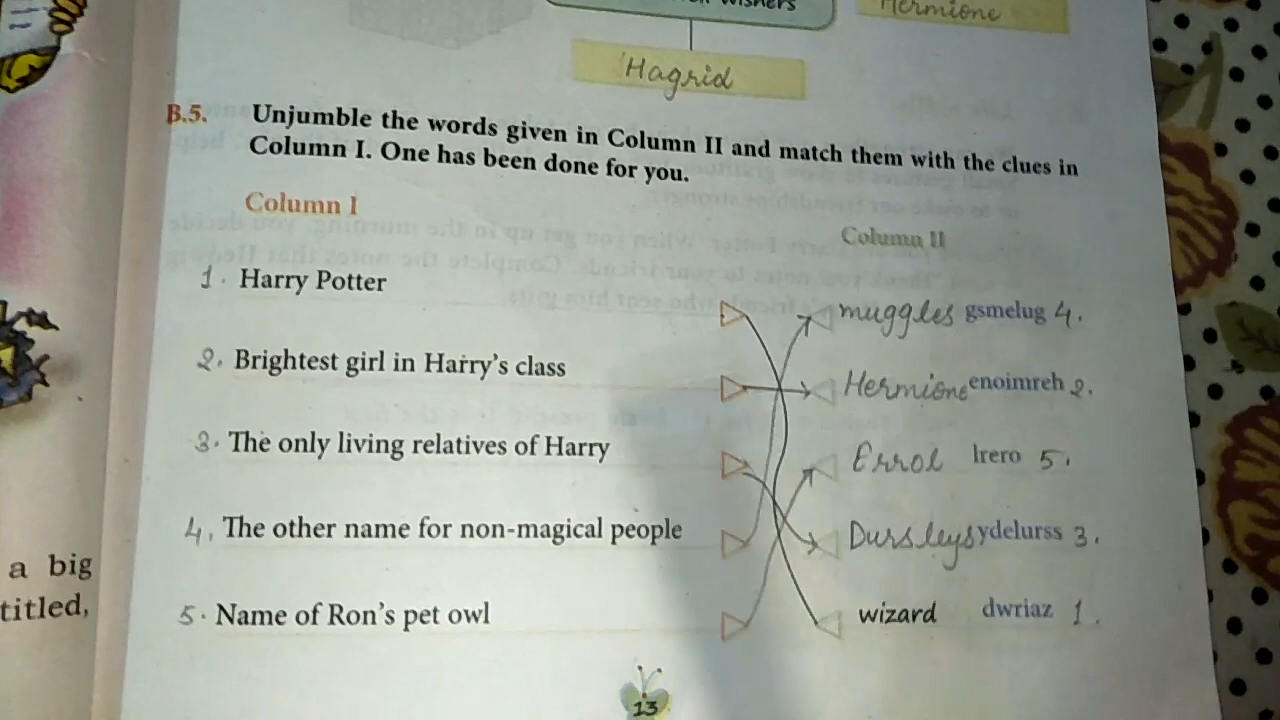 wishers
Hermione
Hagrid
B.5. Unjumble the words given in Column II and match them with the clues in
Column I. One has been done for you.
Column I
Column II
1. Harry Potter
muggles gsmelug 4.
2. Brightest girl in Harry's class
Hermione enoimreh 2.
3. The only living relatives of Harry
Errol lrero 5.
4. The other name for non-magical people
Dursleys ydelurss 3.
5. Name of Ron's pet owl
wizard dwriaz 1.
a big
titled,
13